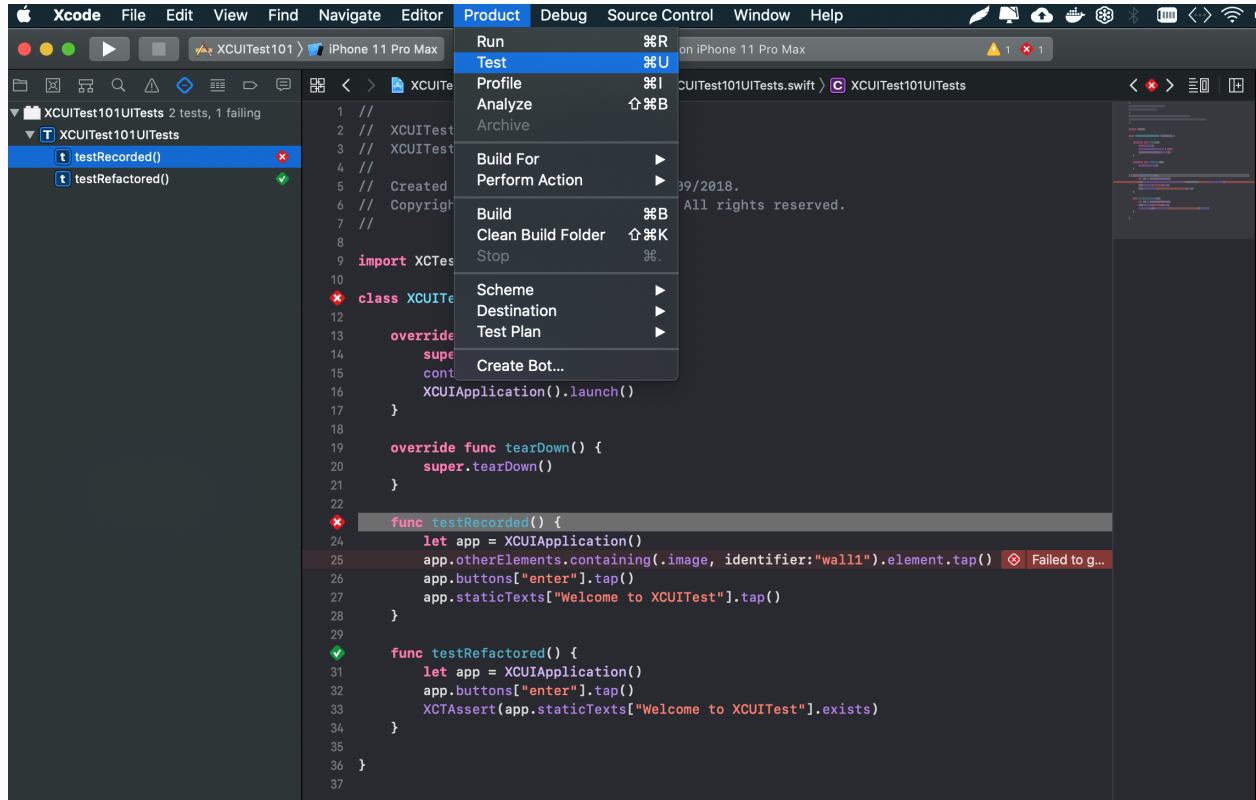 Xcode File Edit View Find Navigate Editor Product Debug Source Control Window Help
XCUITest101 iPhone 11 Pro Max on iPhone 11 Pro Max 1 1
Run ⌘R
Test ⌘U
Profile ⌘I
Analyze ⇧⌘B
Archive
Build For ▶
Perform Action ▶
Build ⌘B
Clean Build Folder ⇧⌘K
Stop ⌘.
Scheme ▶
Destination ▶
Test Plan ▶
Create Bot...
XCUITe CUITest101UITests.swift C XCUITest101UITests
XCUITest101UITests 2 tests, 1 failing
T XCUITest101UITests
t testRecorded()
t testRefactored()
1 //
2 // XCUITest
3 // XCUITest
4 //
5 // Created 09/2018.
6 // Copyrigh All rights reserved.
7 //
8
9 import XCTes
10
class XCUITe
12
13 override
14 supe
15 cont
16 XCUIApplication().launch()
17 }
18
19 override func tearDown() {
20 super.tearDown()
21 }
22
func testRecorded() {
24 let app = XCUIApplication()
25 app.otherElements.containing(.image, identifier:"wall1").element.tap() Failed to g...
26 app.buttons["enter"].tap()
27 app.staticTexts["Welcome to XCUITest"].tap()
28 }
29
func testRefactored() {
31 let app = XCUIApplication()
32 app.buttons["enter"].tap()
33 XCTAssert(app.staticTexts["Welcome to XCUITest"].exists)
34 }
35
36 }
37